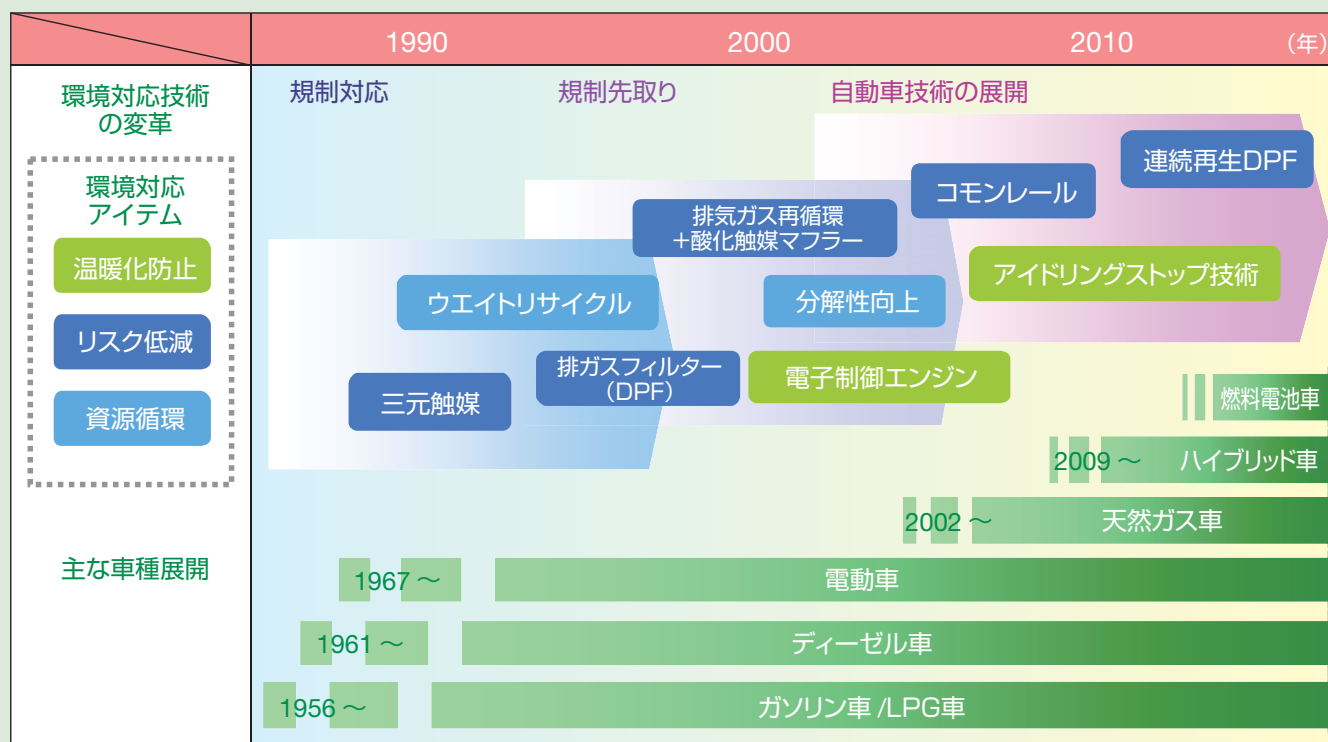 1990
2000
2010
(年)
環境対応技術
の変革
規制対応
規制先取り
自動車技術の展開
環境対応
アイテム
温暖化防止
リスク低減
資源循環
連続再生DPF
コモンレール
排気ガス再循環
+酸化触媒マフラー
アイドリングストップ技術
ウエイトリサイクル
分解性向上
排ガスフィルター
(DPF)
電子制御エンジン
三元触媒
燃料電池車
2009 〜
ハイブリッド車
2002 〜
天然ガス車
主な車種展開
1967 〜
電動車
1961 〜
ディーゼル車
1956 〜
ガソリン車 /LPG車